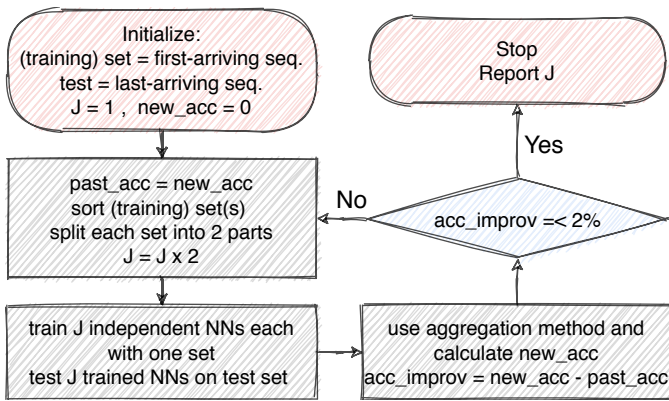 Initialize:
(training) set = first-arriving seq.
test = last-arriving seq.
J = 1 , new_acc = 0
Stop
Report J
Yes
past_acc = new_acc
sort (training) set(s)
split each set into 2 parts
J = J x 2
No
acc_improv =< 2%
train J independent NNs each
with one set
test J trained NNs on test set
use aggregation method and
calculate new_acc
acc_improv = new_acc - past_acc